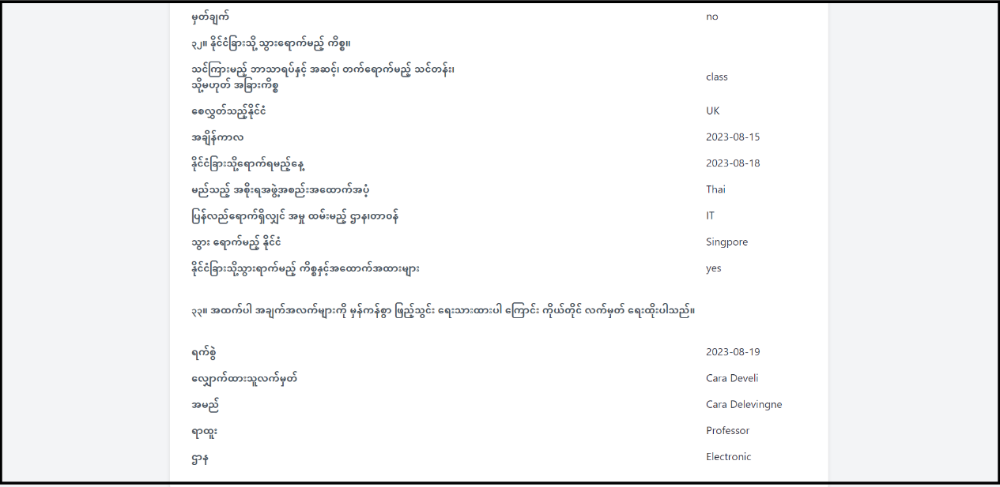 မှတ်ချက် no
၃၂။ နိုင်ငံခြားသို့ သွားရောက်မည့် ကိစ္စ။
သင်ကြားမည့် ဘာသာရပ်နှင့် အဆင့်၊ တက်ရောက်မည့် သင်တန်း၊
သို့မဟုတ် အခြားကိစ္စ class
စေလွှတ်သည့်နိုင်ငံ UK
အချိန်ကာလ 2023-08-15
နိုင်ငံခြားသို့ရောက်ရမည့်နေ့ 2023-08-18
မည်သည့် အစိုးရအဖွဲ့အစည်းအထောက်အပံ့ Thai
ပြန်လည်ရောက်ရှိလျှင် အမှု ထမ်းမည့် ဌာန၊တာဝန် IT
သွား ရောက်မည့် နိုင်ငံ Singpore
နိုင်ငံခြားသို့သွားရာက်မည့် ကိစ္စနှင့်အထောက်အထားများ yes
၃၃။ အထက်ပါ အချက်အလက်များကို မှန်ကန်စွာ ဖြည့်သွင်း ရေးသားထားပါ ကြောင်း ကိုယ်တိုင် လက်မှတ် ရေးထိုးပါသည်။
ရက်စွဲ 2023-08-19
လျှောက်ထားသူလက်မှတ် Cara Develi
အမည် Cara Delevingne
ရာထူး Professor
ဌာန Electronic